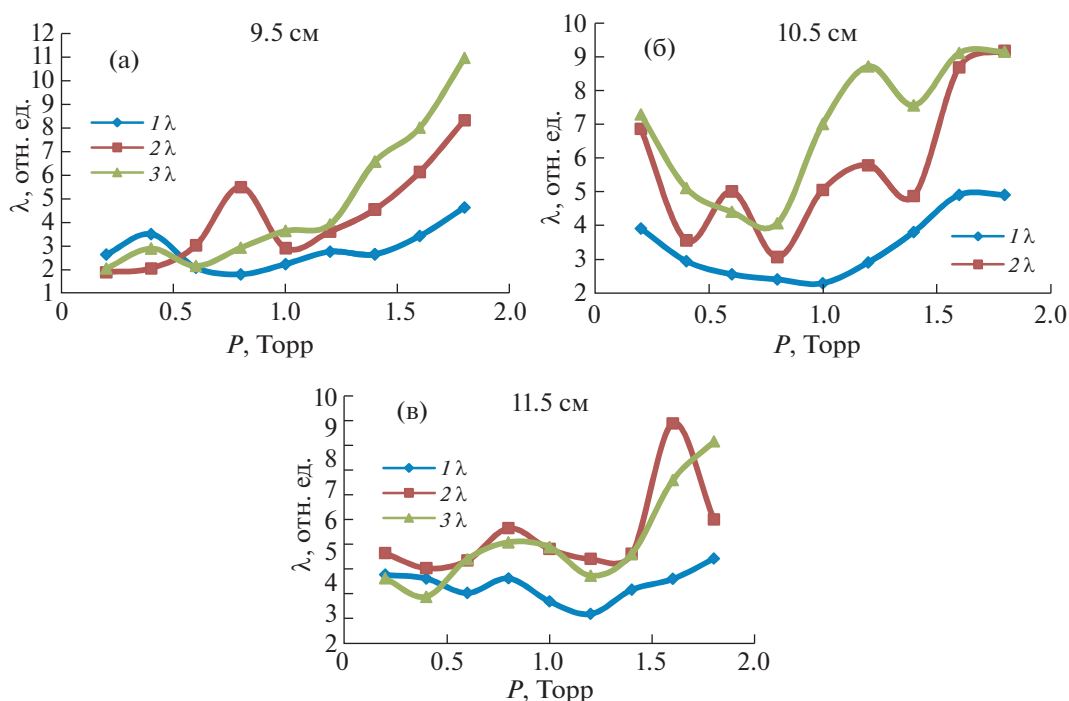 9.5 см
(а)
λ, отн. ед.
12
11
10
9
8
7
6
5
4
3
2
1
1 λ
2 λ
3 λ
0 0.5 1.0 1.5 2.0
P, Торр
10.5 см
(б)
λ, отн. ед.
10
9
8
7
6
5
4
3
2
1 λ
2 λ
0 0.5 1.0 1.5 2.0
P, Торр
11.5 см
(в)
λ, отн. ед.
10
9
8
7
6
5
4
3
2
1 λ
2 λ
3 λ
0 0.5 1.0 1.5 2.0
P, Торр